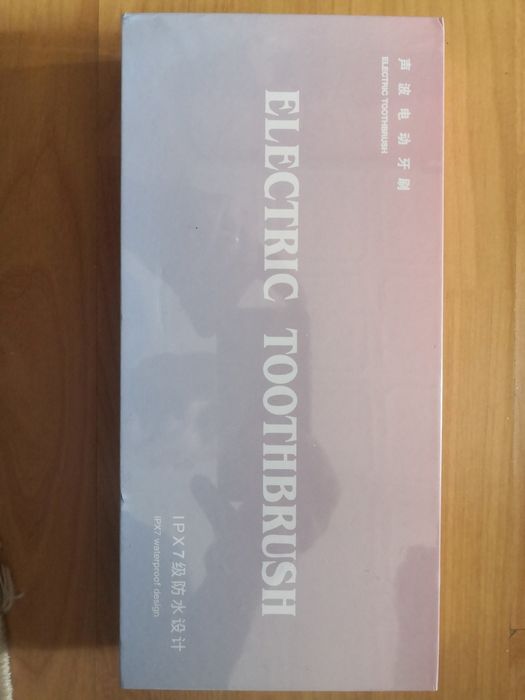 声波电动牙刷
ELECTRIC TOOTHBRUSH
ELECTRIC TOOTHBRUSH
IPX7级防水设计
IPX7 waterproof design